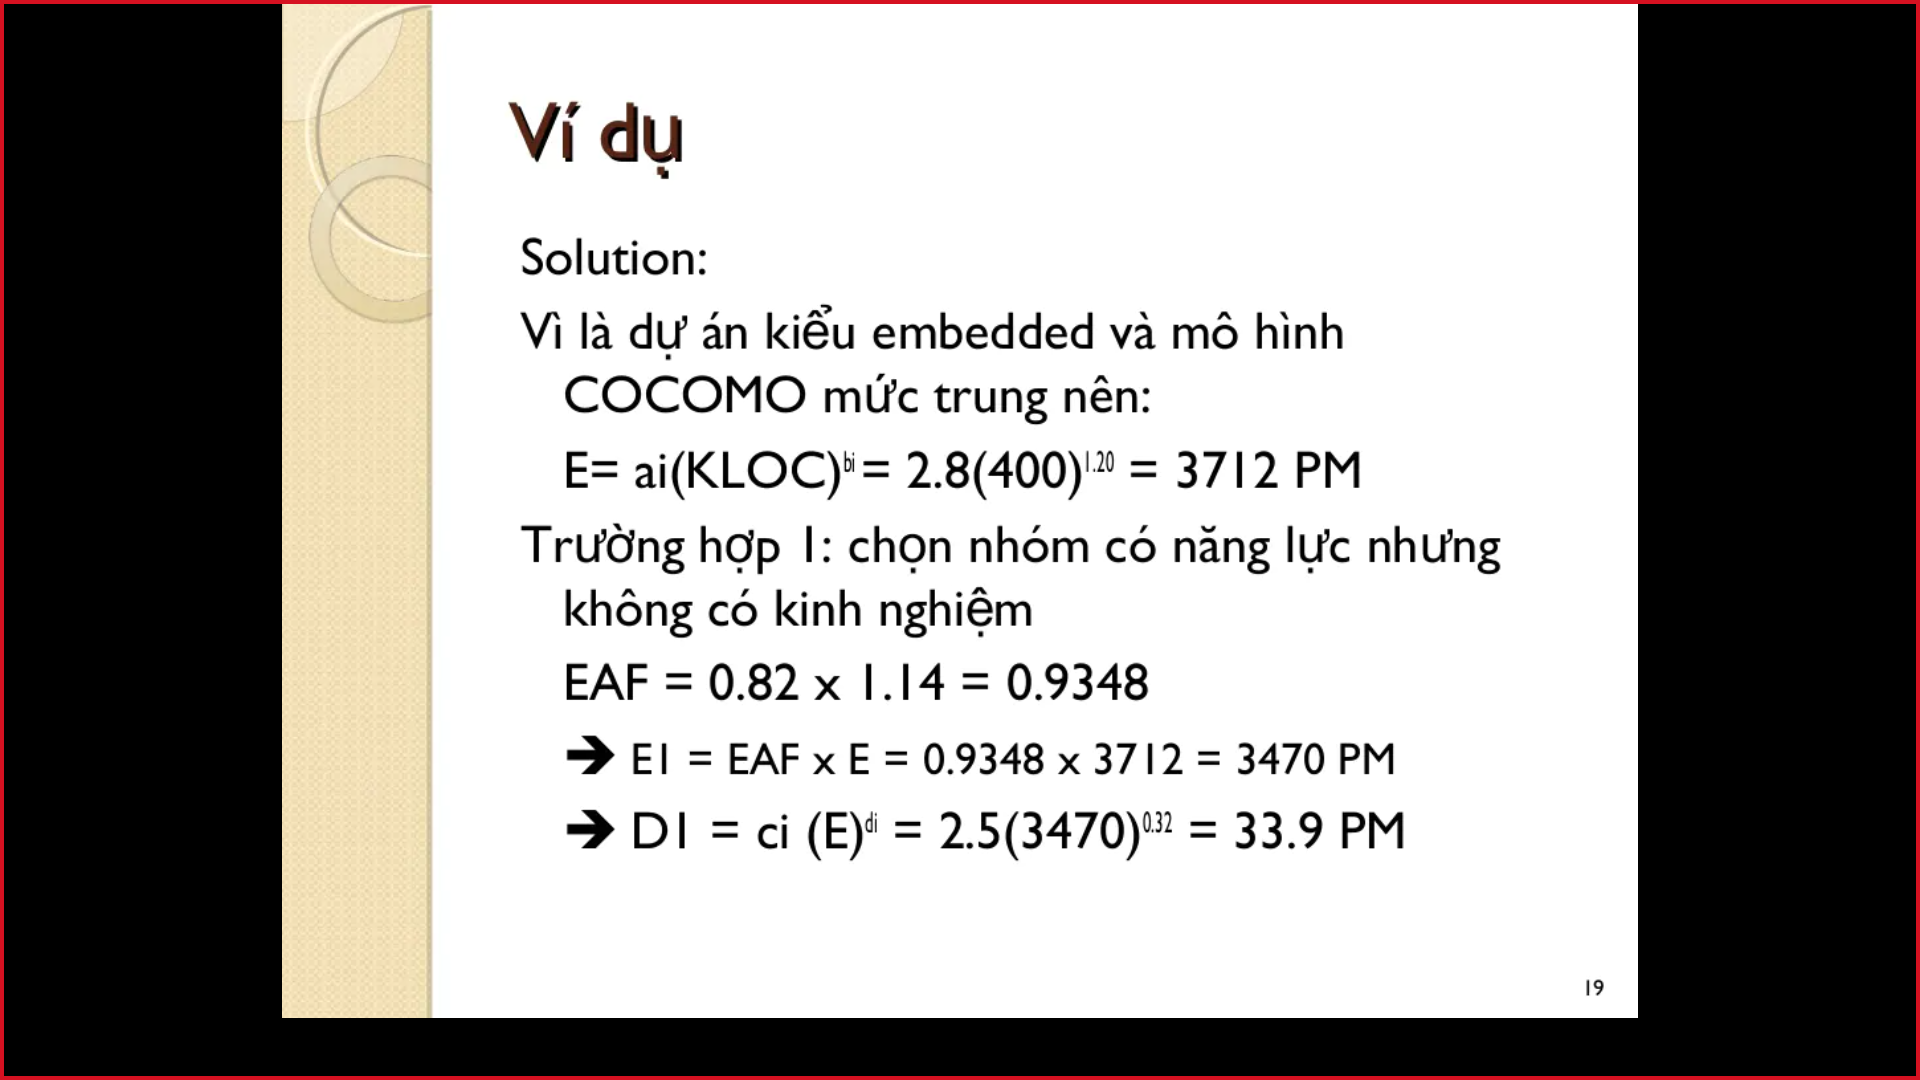 Ví dụ
Solution:
Vì là dự án kiểu embedded và mô hình
COCOMO mức trung nên:
E= ai(KLOC)^bi = 2.8(400)^1.20 = 3712 PM
Trường hợp 1: chọn nhóm có năng lực nhưng
không có kinh nghiệm
EAF = 0.82 x 1.14 = 0.9348
➔ E1 = EAF x E = 0.9348 x 3712 = 3470 PM
➔ D1 = ci (E)^di = 2.5(3470)^0.32 = 33.9 PM
19